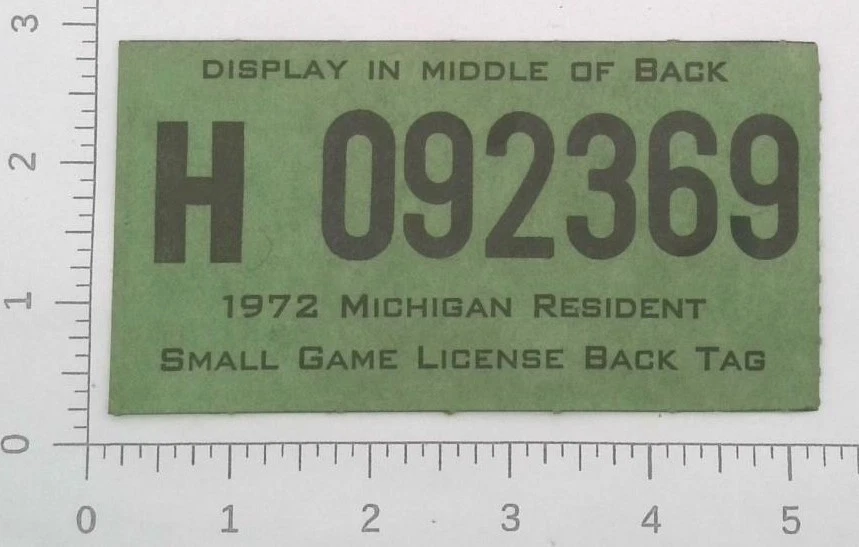 DISPLAY IN MIDDLE OF BACK
H 092369
1972 MICHIGAN RESIDENT
SMALL GAME LICENSE BACK TAG
3
2
1
0
0 1 2 3 4 5